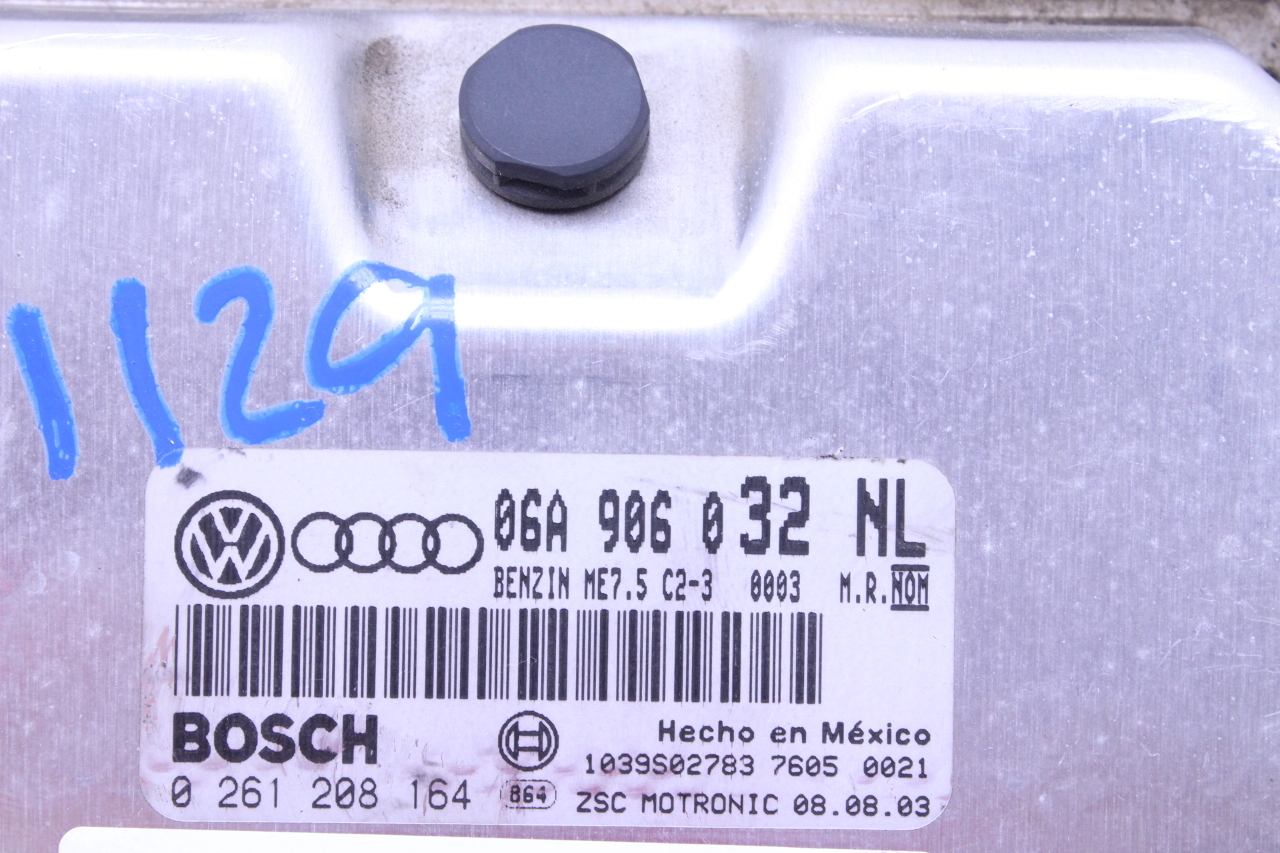 1129
06A 906 032 NL
BENZIN ME7.5 C2-3 0003 M.R.NOM
BOSCH
Hecho en México
1039S02783 7605 0021
0 261 208 164
864
ZSC MOTRONIC 08.08.03